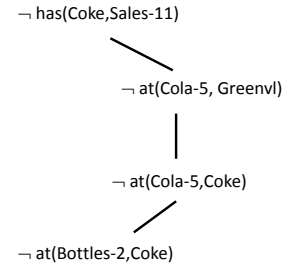 ¬ has(Coke,Sales-11)
¬ at(Cola-5, Greenvl)
¬ at(Cola-5,Coke)
¬ at(Bottles-2,Coke)